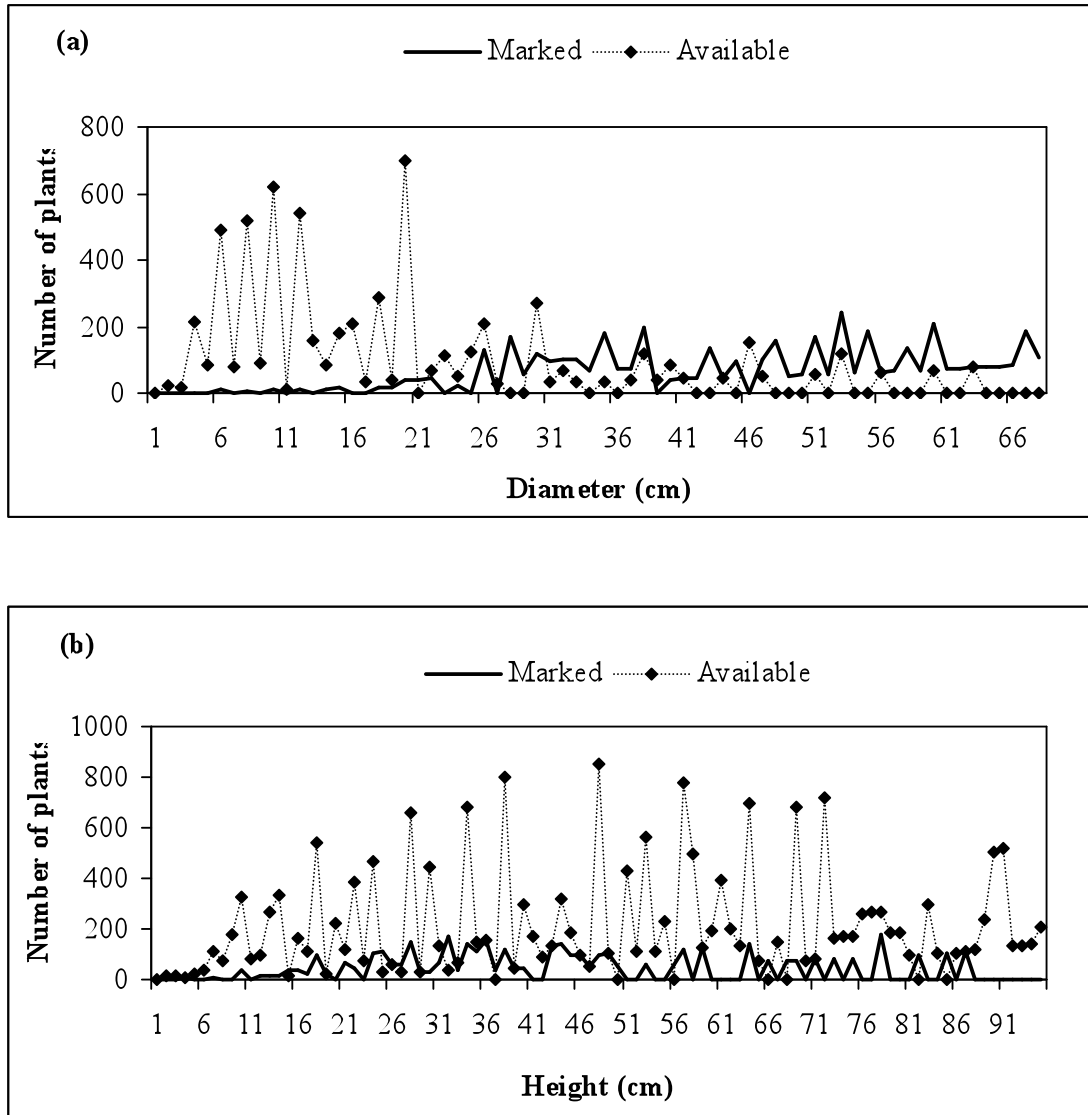 (a)
Marked Available
800
600
400
200
0
Number of plants
1 6 11 16 21 26 31 36 41 46 51 56 61 66
Diameter (cm)
(b)
Marked Available
1000
800
600
400
200
0
Number of plants
1 6 11 16 21 26 31 36 41 46 51 56 61 66 71 76 81 86 91
Height (cm)